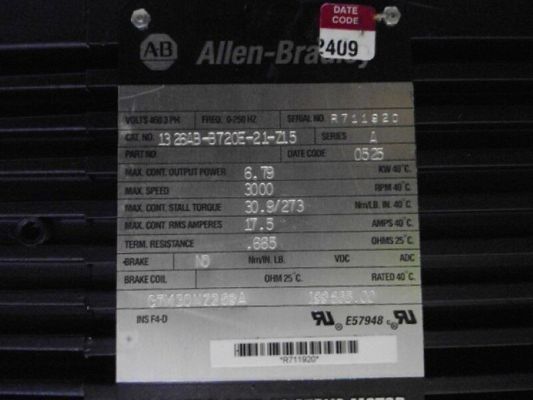 DATE
CODE
2409
AB Allen-Bradley
VOLTS 460 3 PH. FREQ. 0-250 HZ SERIAL NO. R711920
CAT NO. 1326AB-B720E-21-Z15 SERIES A
PART NO. DATE CODE 0525
MAX. CONT. OUTPUT POWER 6.79 KW 40°C.
MAX. SPEED 3000 RPM 40°C.
MAX. CONT. STALL TORQUE 30.9/273 Nm/LB. IN. 40°C.
MAX. CONT RMS AMPERES 17.5 AMPS 40°C.
TERM. RESISTANCE .665 OHMS 25°C.
BRAKE NO Nm/IN. LB. VDC ADC
BRAKE COIL OHM 25°C. RATED 40°C.
INS F4-D E57948
*R711920*